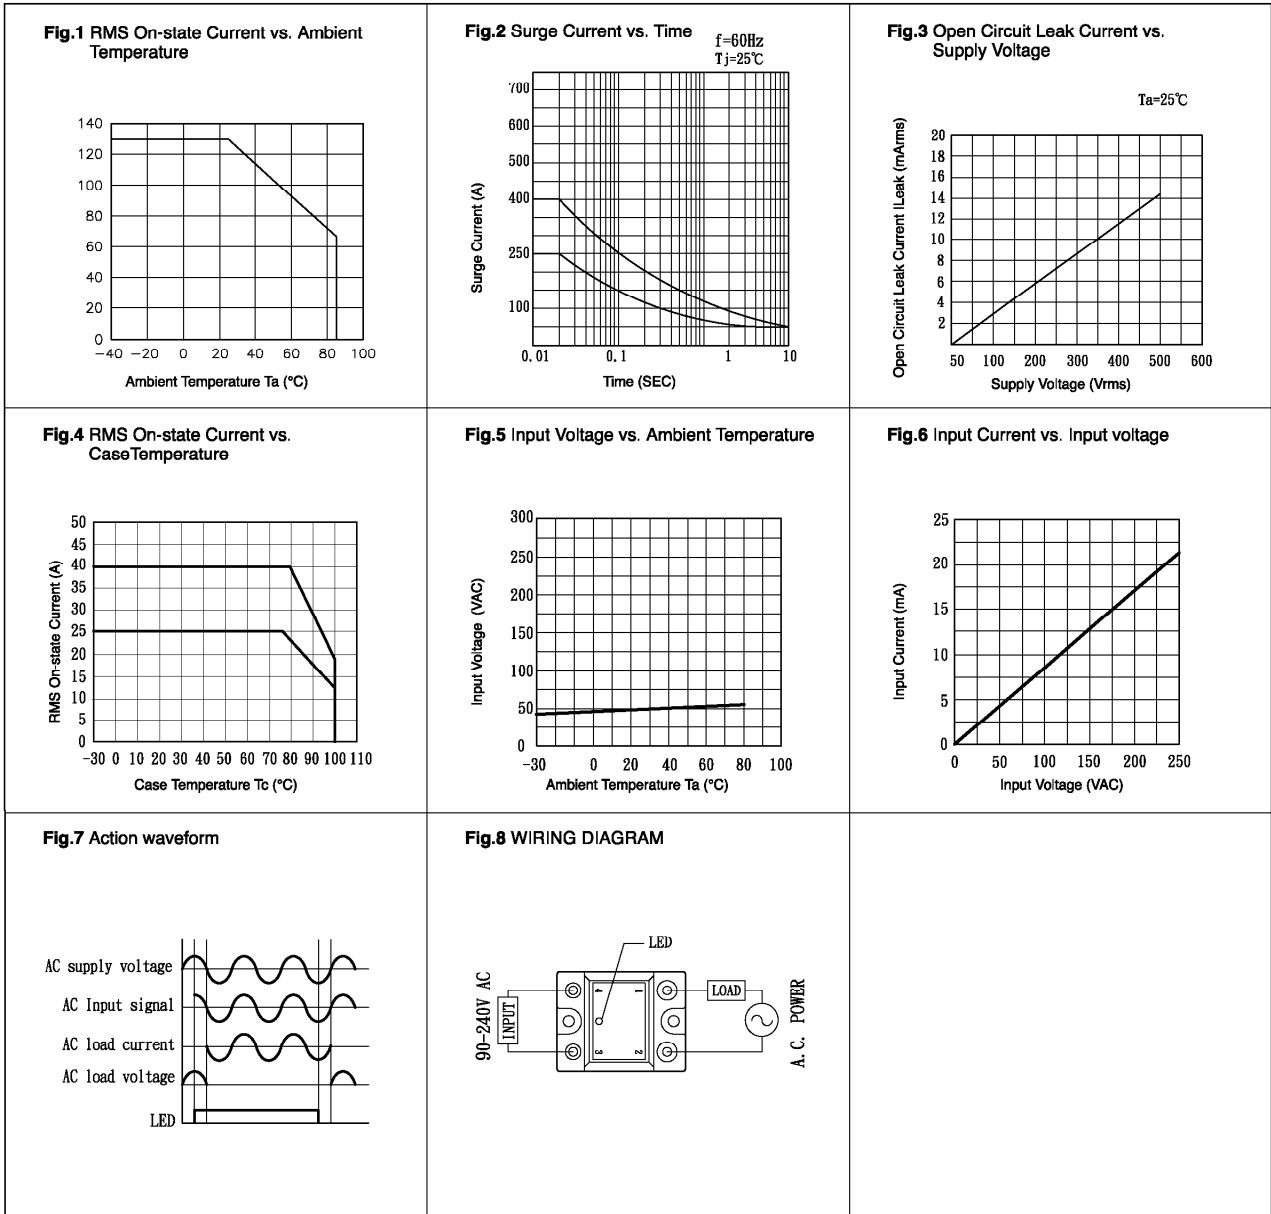 Fig.1 RMS On-state Current vs. Ambient
Temperature
140
120
100
80
60
40
20
0
-40 -20 0 20 40 60 80 100
Ambient Temperature Ta (°C)
Fig.2 Surge Current vs. Time
f=60Hz
Tj=25℃
Surge Current (A)
700
600
500
400
250
100
0.01 0.1 1 10
Time (SEC)
Fig.3 Open Circuit Leak Current vs.
Supply Voltage
Ta=25℃
Open Circuit Leak Current ILeak (mArms)
20
18
16
14
12
10
8
6
4
2
50 100 200 300 400 500 600
Supply Voltage (Vrms)
Fig.4 RMS On-state Current vs.
CaseTemperature
RMS On-state Current (A)
50
45
40
35
30
25
20
15
10
5
0
-30 0 10 20 30 40 50 60 70 80 90 100 110
Case Temperature Tc (°C)
Fig.5 Input Voltage vs. Ambient Temperature
Input Voltage (VAC)
300
250
200
150
100
50
0
-30 0 20 40 60 80 100
Ambient Temperature Ta (°C)
Fig.6 Input Current vs. Input voltage
Input Current (mA)
25
20
15
10
5
0
0 50 100 150 200 250
Input Voltage (VAC)
Fig.7 Action waveform
AC supply voltage
AC Input signal
AC load current
AC load voltage
LED
Fig.8 WIRING DIAGRAM
LED
90-240V AC
INPUT
4 1
3 2
LOAD
A.C. POWER